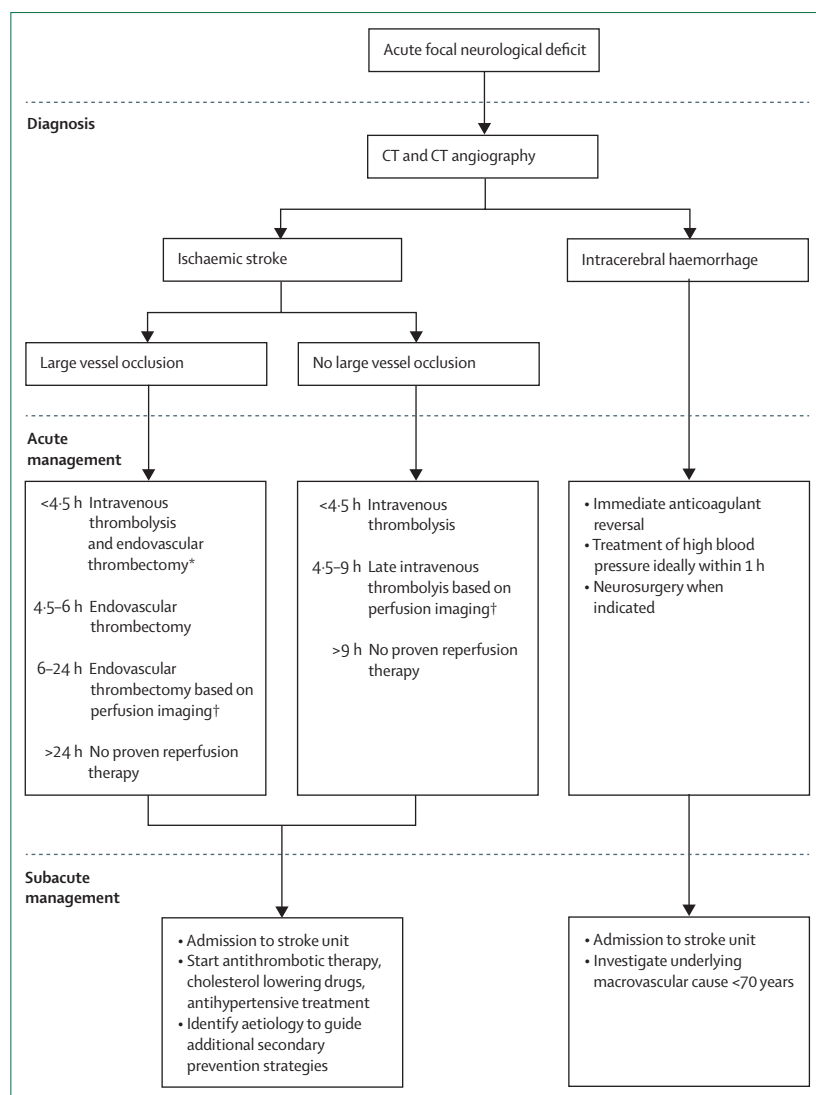 Acute focal neurological deficit
Diagnosis
CT and CT angiography
Ischaemic stroke
Intracerebral haemorrhage
Large vessel occlusion
No large vessel occlusion
Acute
management
<4·5 h Intravenous
thrombolysis
and endovascular
thrombectomy*
4·5–6 h Endovascular
thrombectomy
6–24 h Endovascular
thrombectomy based on
perfusion imaging†
>24 h No proven reperfusion
therapy
<4·5 h Intravenous
thrombolysis
4·5–9 h Late intravenous
thrombolyis based on
perfusion imaging†
>9 h No proven reperfusion
therapy
• Immediate anticoagulant
reversal
• Treatment of high blood
pressure ideally within 1 h
• Neurosurgery when
indicated
Subacute
management
• Admission to stroke unit
• Start antithrombotic therapy,
cholesterol lowering drugs,
antihypertensive treatment
• Identify aetiology to guide
additional secondary
prevention strategies
• Admission to stroke unit
• Investigate underlying
macrovascular cause <70 years